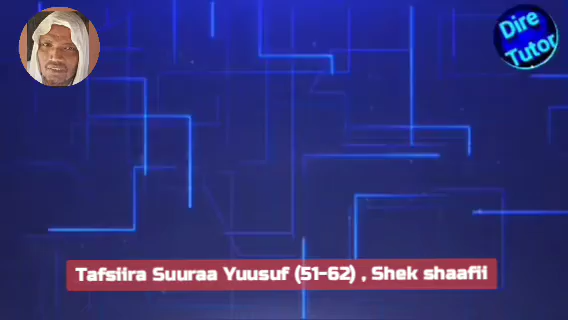 Dire
Tutor
Tafsiira Suuraa Yuusuf (51-62) , Shek shaafii